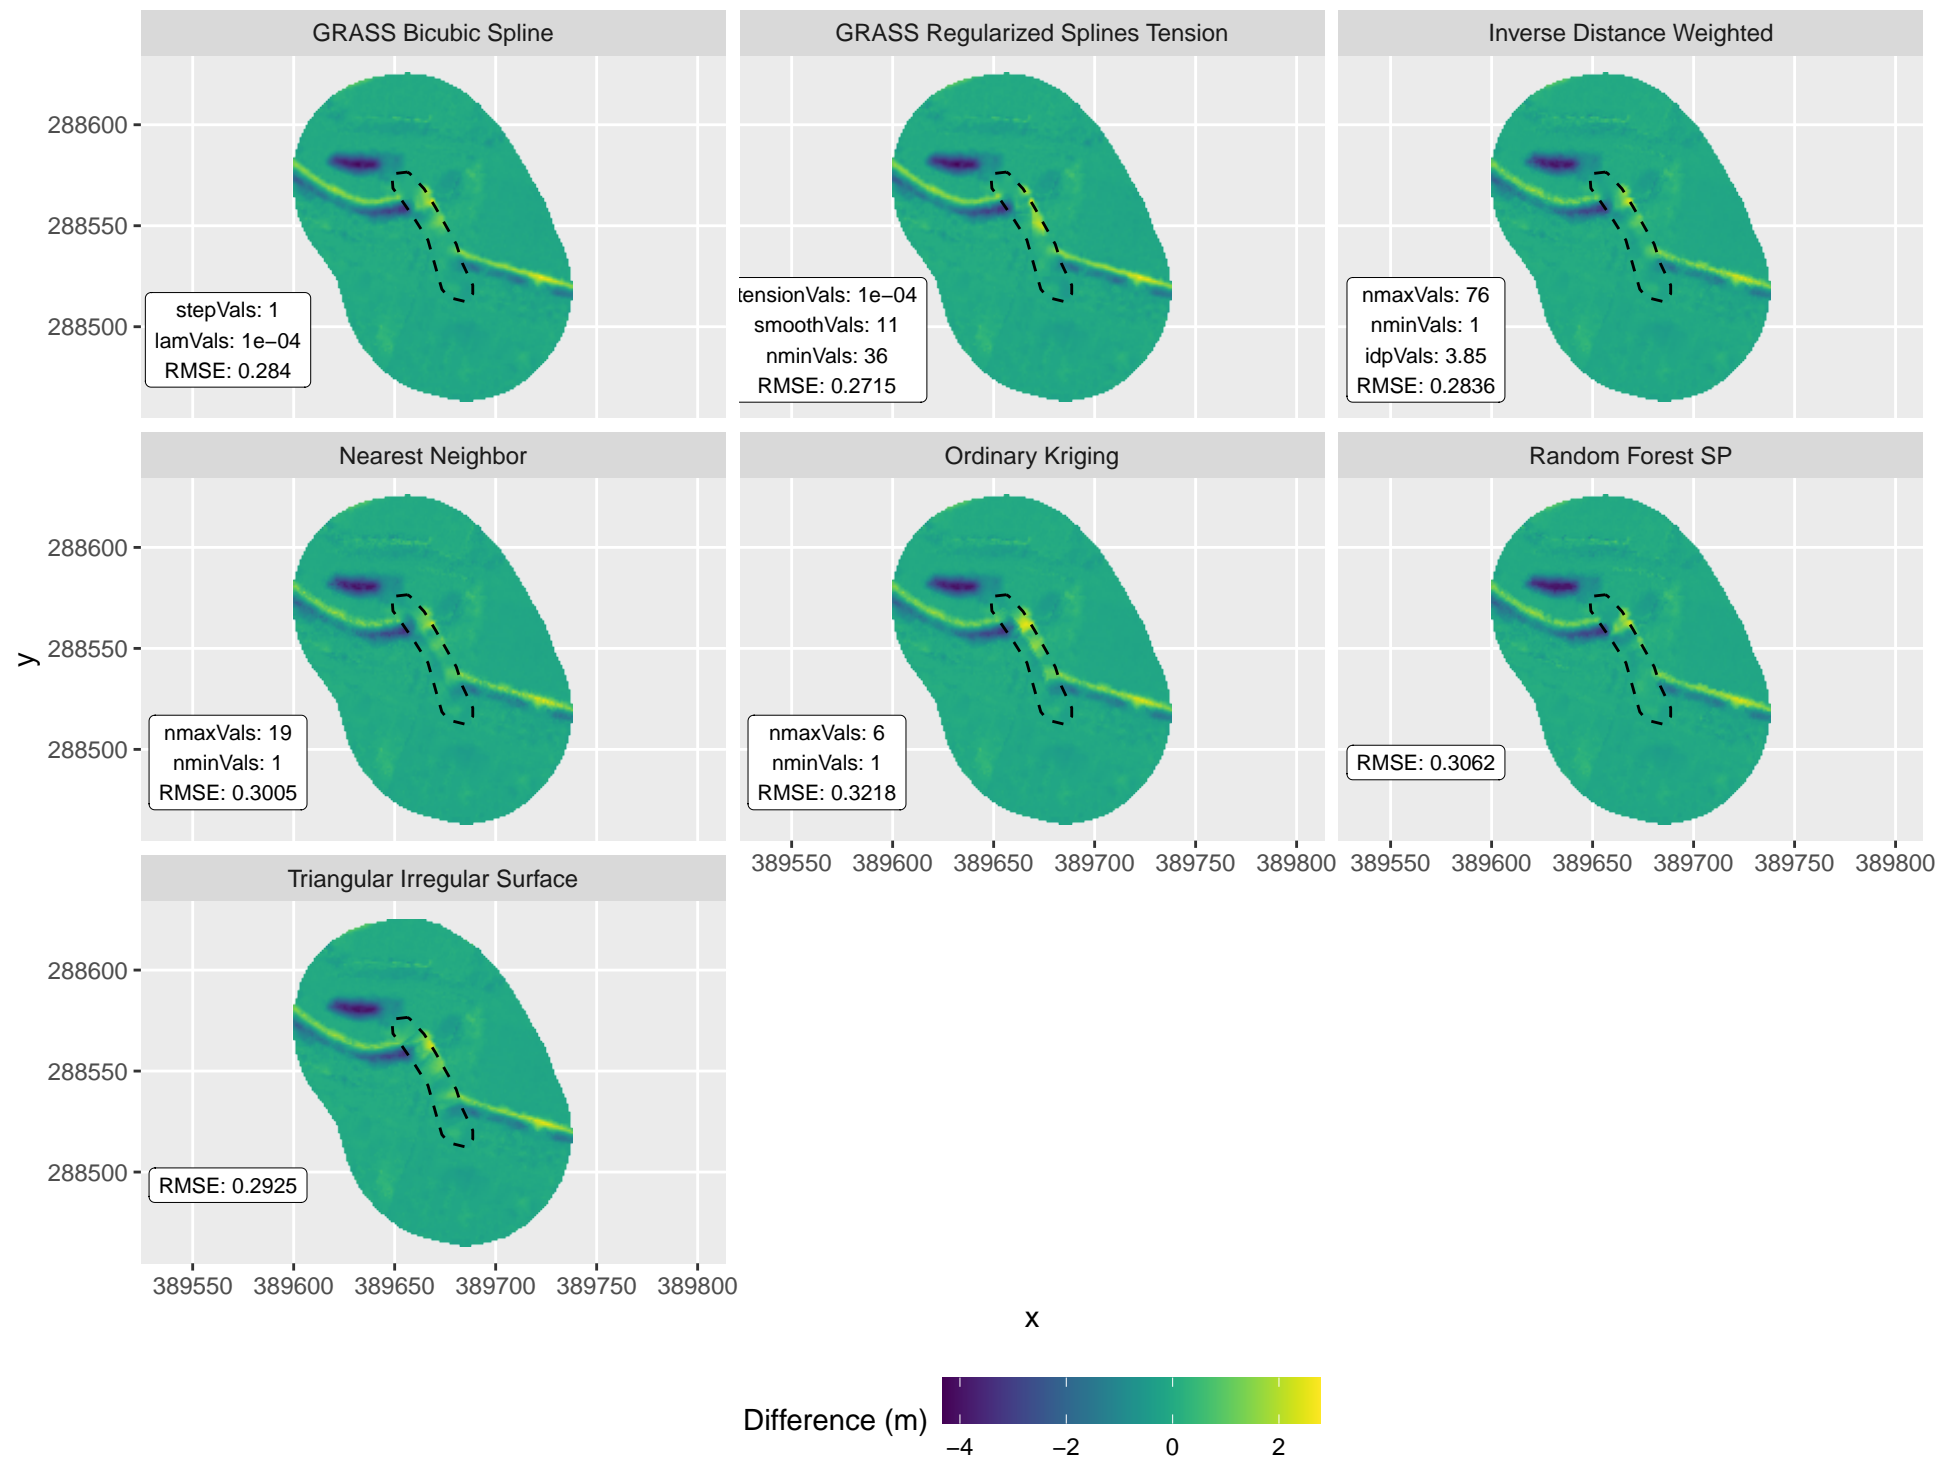 GRASS Bicubic Spline
GRASS Regularized Splines Tension
Inverse Distance Weighted
288600
288550
288500
stepVals: 1
lamVals: 1e−04
RMSE: 0.284
tensionVals: 1e−04
smoothVals: 11
nminVals: 36
RMSE: 0.2715
nmaxVals: 76
nminVals: 1
idpVals: 3.85
RMSE: 0.2836
Nearest Neighbor
Ordinary Kriging
Random Forest SP
y
288600
288550
288500
nmaxVals: 19
nminVals: 1
RMSE: 0.3005
nmaxVals: 6
nminVals: 1
RMSE: 0.3218
RMSE: 0.3062
389550 389600 389650 389700 389750 389800
389550 389600 389650 389700 389750 389800
Triangular Irregular Surface
288600
288550
288500
RMSE: 0.2925
389550 389600 389650 389700 389750 389800
x
Difference (m)
−4 −2 0 2